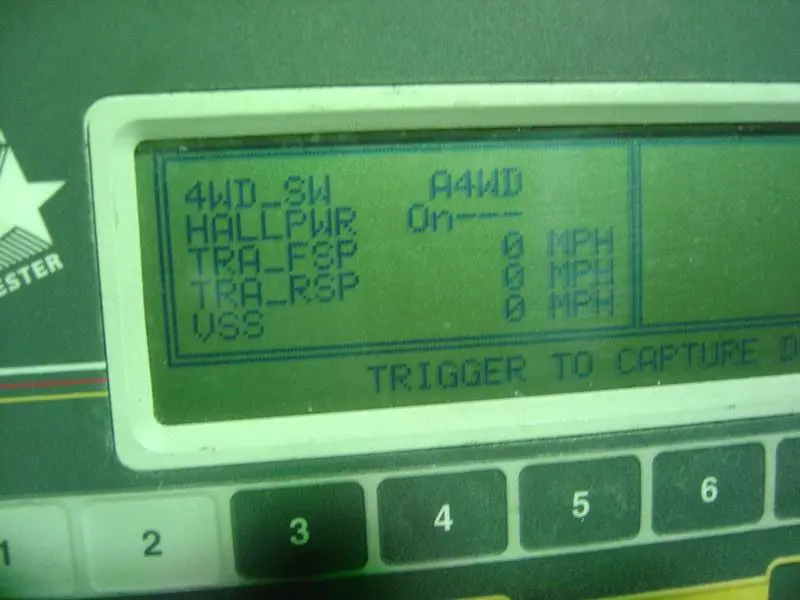 4WD_SW A4WD
HALLPWR On---
TRA_FSP 0 MPH
TRA_RSP 0 MPH
VSS 0 MPH
TRIGGER TO CAPTURE D
ESTER
1 2 3 4 5 6